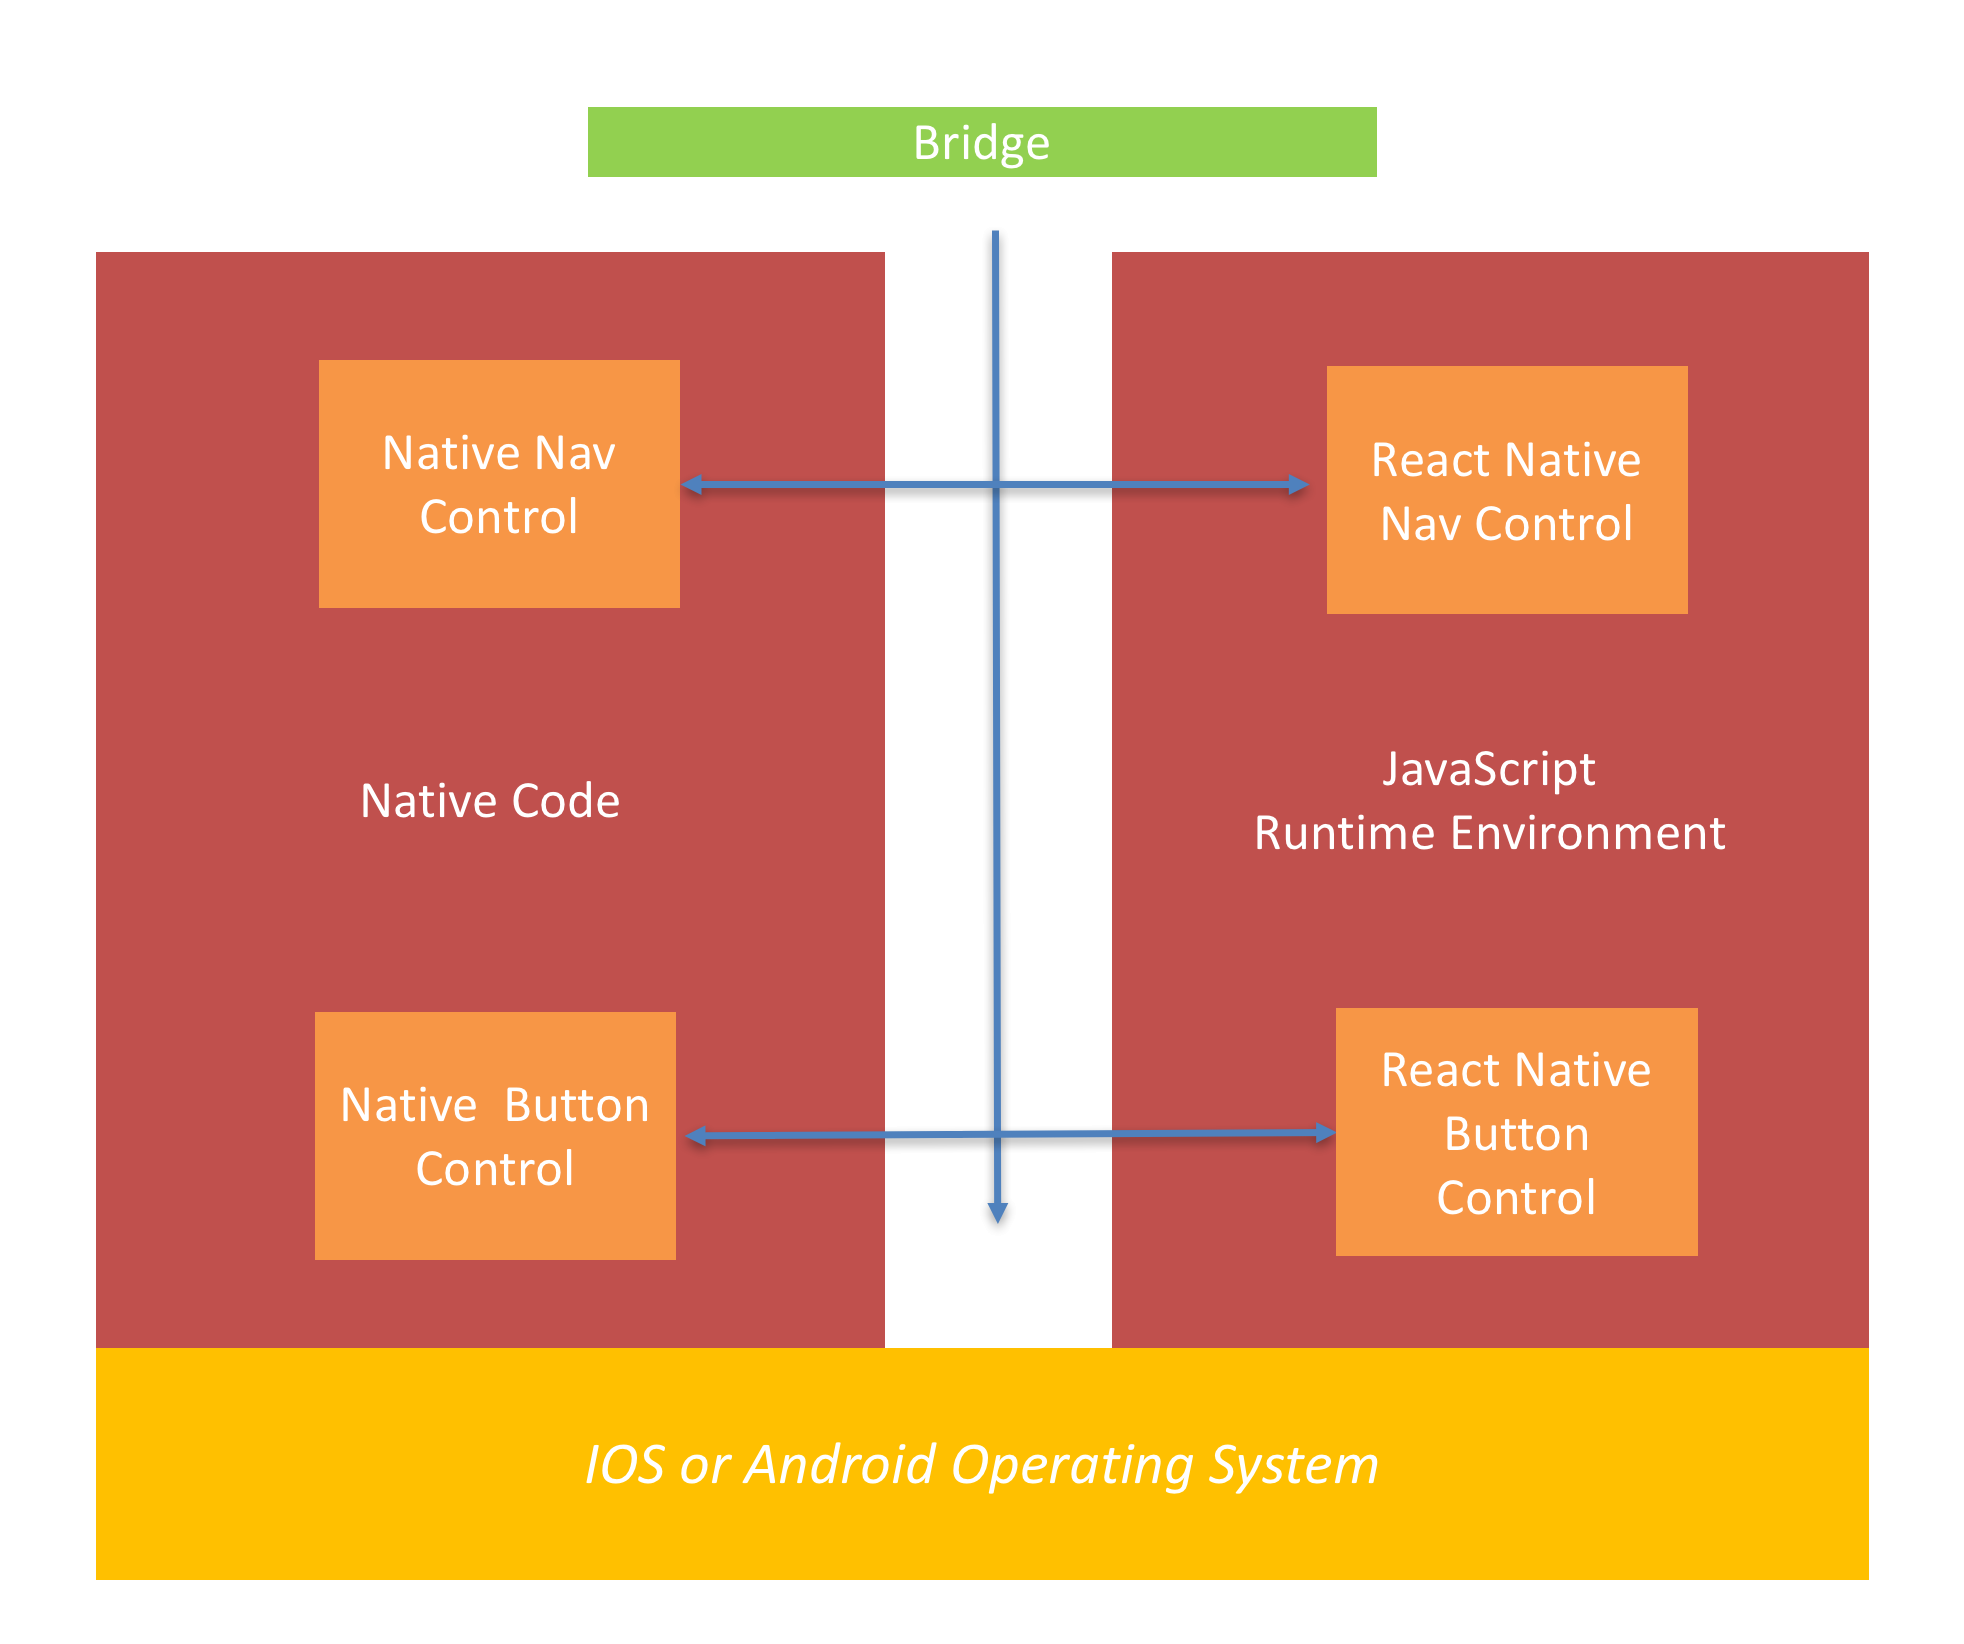 Bridge
Native Nav
Control
React Native
Nav Control
Native Code
JavaScript
Runtime Environment
Native  Button
Control
React Native
Button
Control
IOS or Android Operating System